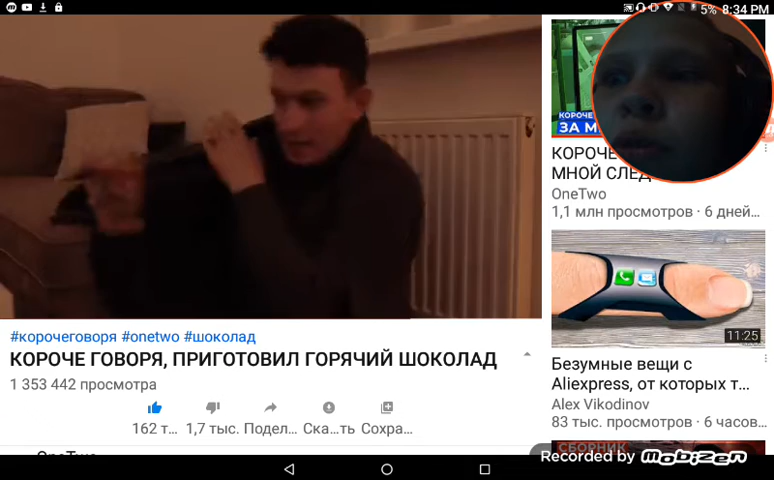 5% 8:34 PM
КОРОЧЕ
ЗА М
КОРОЧЕ
МНОЙ СЛЕД
OneTwo
1,1 млн просмотров · 6 дней...
11:25
Безумные вещи с
Aliexpress, от которых т...
Alex Vikodinov
83 тыс. просмотров · 6 часов...
СБОРНИК
#корочеговоря #onetwo #шоколад
КОРОЧЕ ГОВОРЯ, ПРИГОТОВИЛ ГОРЯЧИЙ ШОКОЛАД
1 353 442 просмотра
162 т... 1,7 тыс. Подел... Ска...ть Сохра...
OneTwo
Recorded by Mobizen